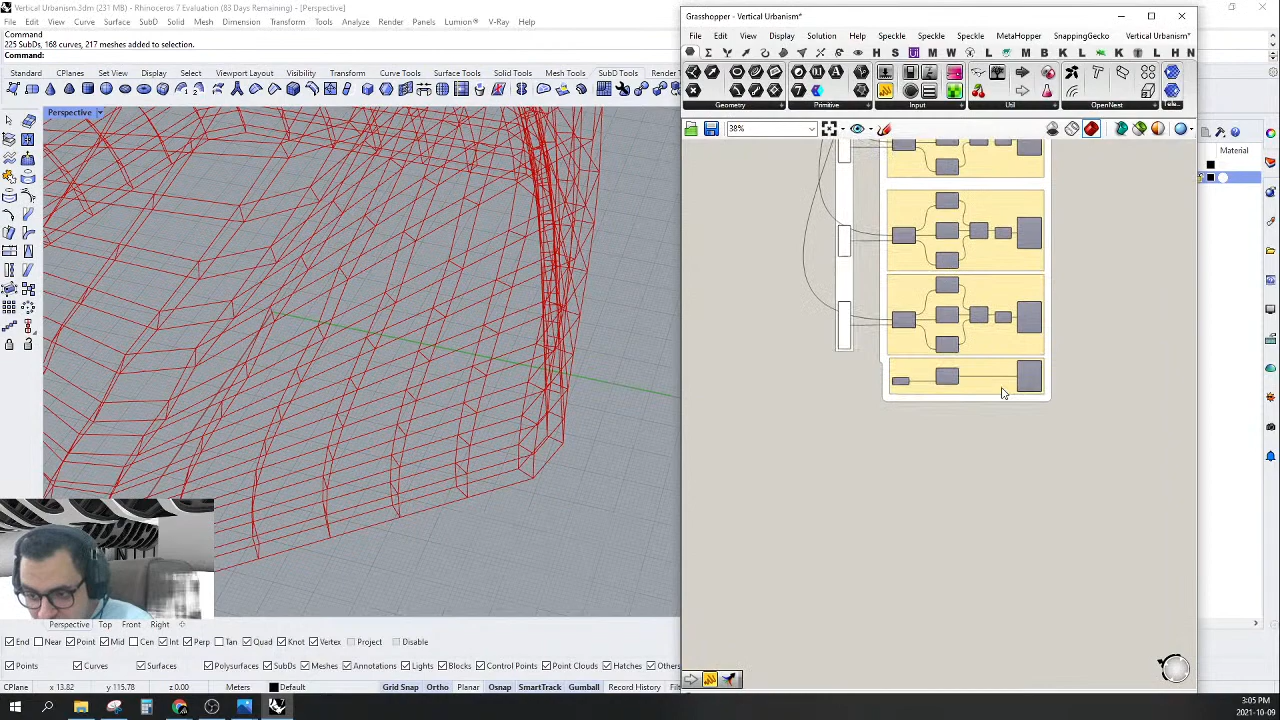 Vertical Urbanism.3dm (231 MB) - Rhinoceros 7 Evaluation (83 Days Remaining) - [Perspective]
File Edit View Curve Surface SubD Solid Mesh Dimension Transform Tools Analyze Render Panels Lumion® V-Ray Help
Command
225 SubDs, 168 curves, 217 meshes added to selection.
Command:
Standard CPlanes Set View Display Select Viewport Layout Visibility Transform Curve Tools Surface Tools Solid Tools Mesh Tools SubD Tools Render T
Perspective
Grasshopper - Vertical Urbanism*
File Edit View Display Solution Help Speckle Speckle Speckle MetaHopper SnappingGecko Vertical Urbanism*
H S M W L M B K L M K L H N
Geometry Primitive Input Util OpenNest Tele..
38%
Material
Perspective Top Front Right
End Near Point Mid Cen Int Perp Tan Quad Knot Vertex Project Disable
Points Curves Surfaces Polysurfaces SubDs Meshes Annotations Lights Blocks Control Points Point Clouds Hatches Others
CPlane x 13.82 y 115.78 z 0.00 Meters Default Grid Snap Ortho Planar Osnap SmartTrack Gumball Record History
3:05 PM
2021-10-09